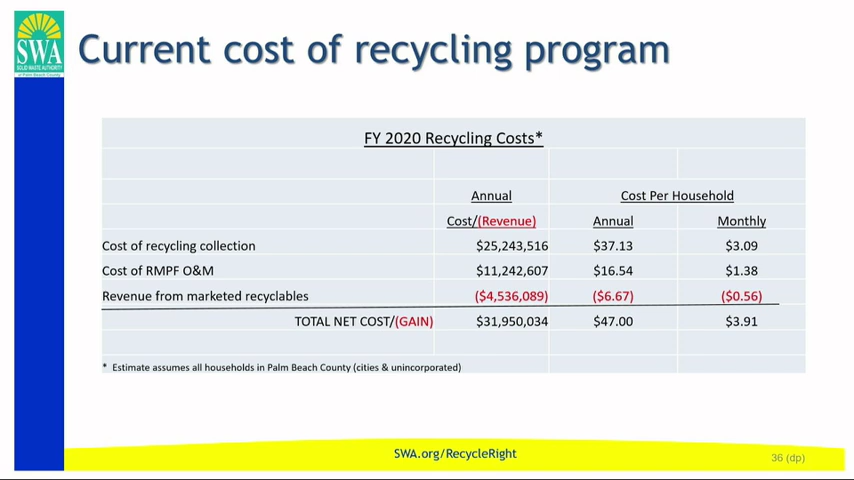 SWA
SOLID WASTE AUTHORITY
of Palm Beach County
Current cost of recycling program
FY 2020 Recycling Costs*
Annual Cost Per Household
Cost/(Revenue) Annual Monthly
Cost of recycling collection $25,243,516 $37.13 $3.09
Cost of RMPF O&M $11,242,607 $16.54 $1.38
Revenue from marketed recyclables ($4,536,089) ($6.67) ($0.56)
TOTAL NET COST/(GAIN) $31,950,034 $47.00 $3.91
* Estimate assumes all households in Palm Beach County (cities & unincorporated)
SWA.org/RecycleRight
36 (dp)